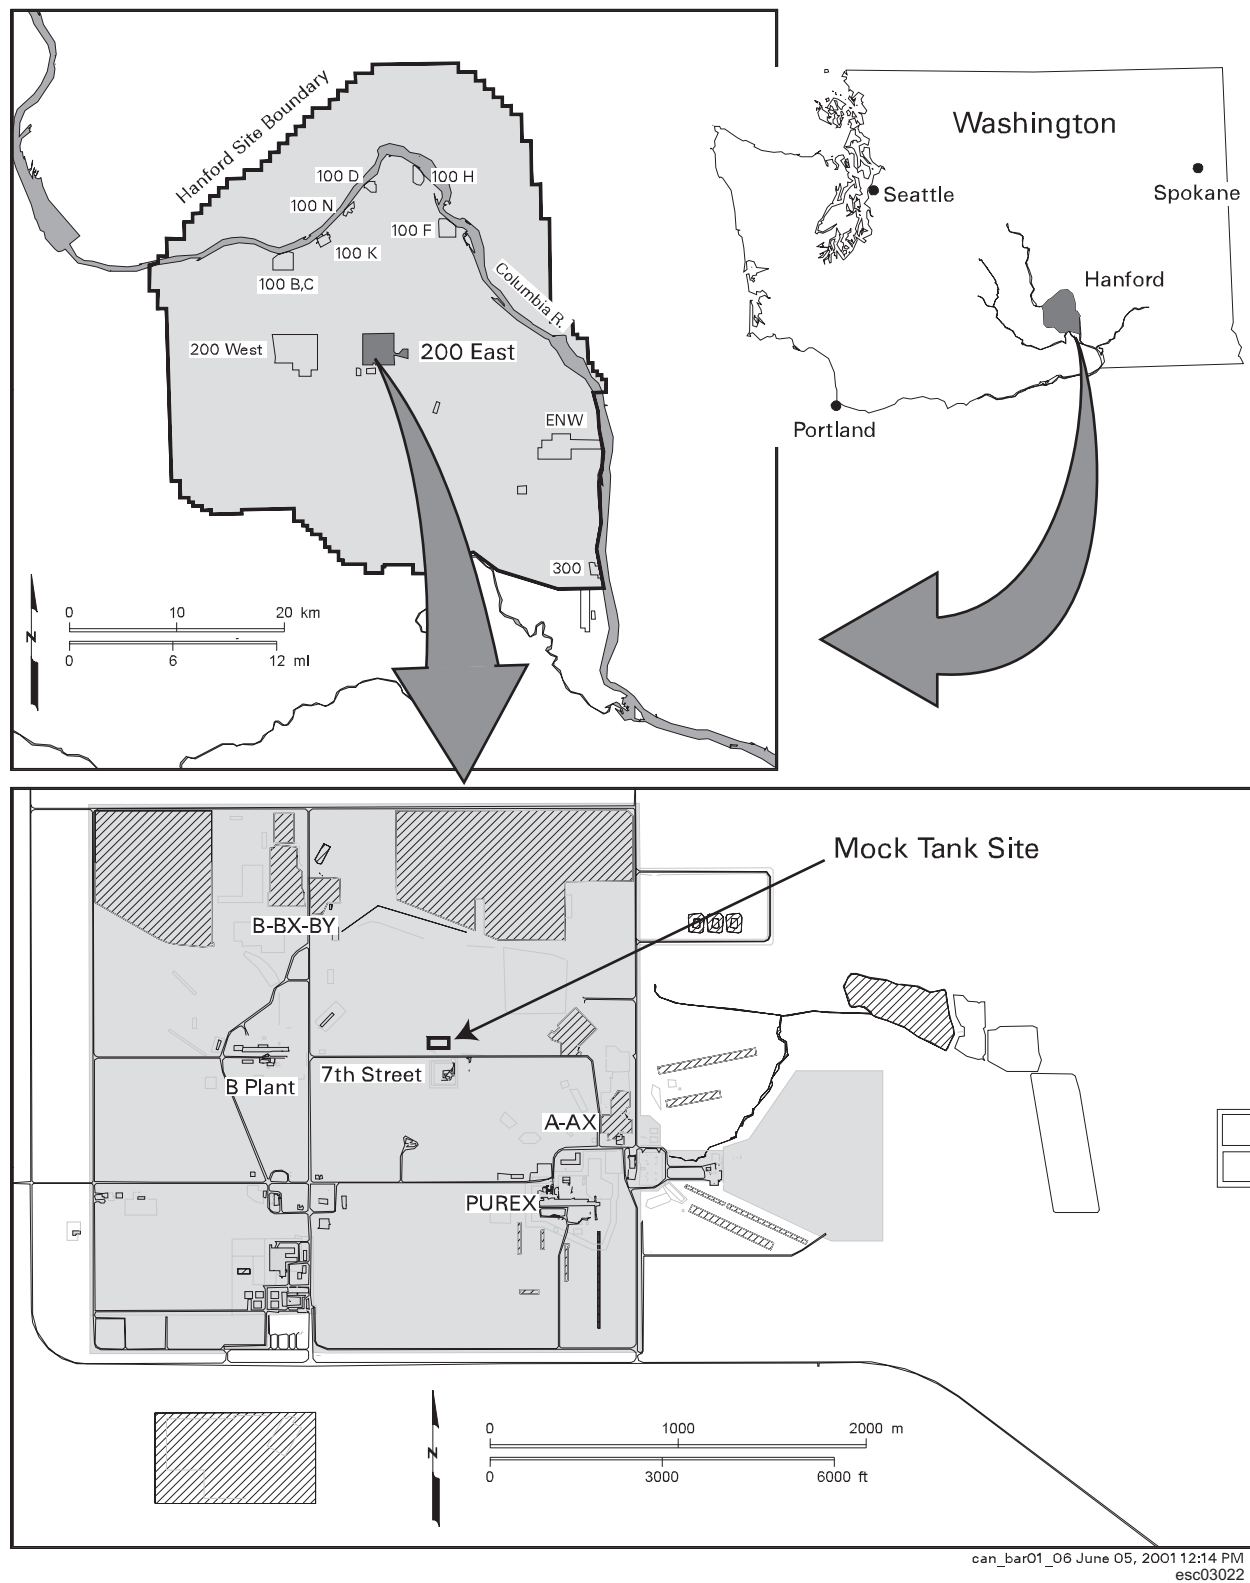 Hanford Site Boundary
100 D
100 H
100 N
100 F
100 K
100 B,C
Columbia R.
200 West
200 East
ENW
300
0 10 20 km
N
0 6 12 ml
Washington
Seattle
Spokane
Hanford
Portland
Mock Tank Site
B-BX-BY
7th Street
B Plant
A-AX
PUREX
0 1000 2000 m
N
0 3000 6000 ft
can_bar01_06 June 05, 2001 12:14 PM
esc03022